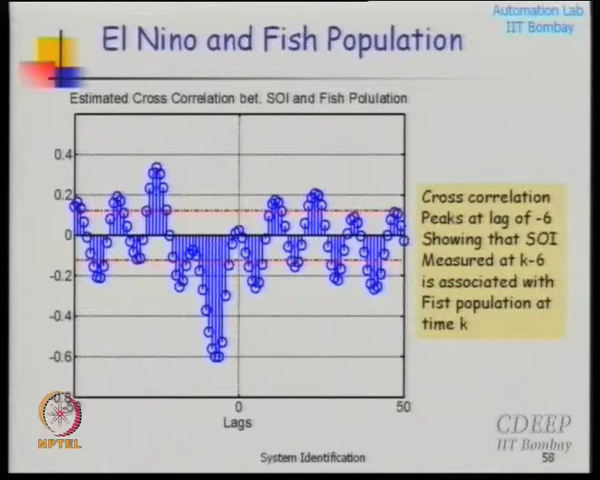 Automation Lab
IIT Bombay
El Nino and Fish Population
Estimated Cross Correlation bet. SOI and Fish Polulation
0.4
0.2
0
-0.2
-0.4
-0.6
0
50
Lags
Cross correlation
Peaks at lag of -6
Showing that SOI
Measured at k-6
is associated with
Fist population at
time k
NPTEL
CDEEP
IIT Bombay
System Identification
58